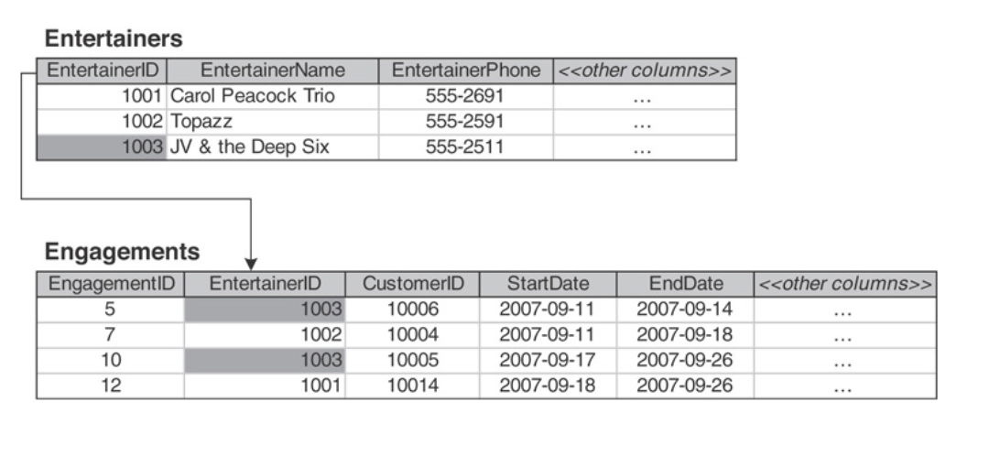 Entertainers
EntertainerID EntertainerName EntertainerPhone <<other columns>>
1001 Carol Peacock Trio 555-2691 ...
1002 Topazz 555-2591 ...
1003 JV & the Deep Six 555-2511 ...
Engagements
EngagementID EntertainerID CustomerID StartDate EndDate <<other columns>>
5 1003 10006 2007-09-11 2007-09-14 ...
7 1002 10004 2007-09-11 2007-09-18 ...
10 1003 10005 2007-09-17 2007-09-26 ...
12 1001 10014 2007-09-18 2007-09-26 ...